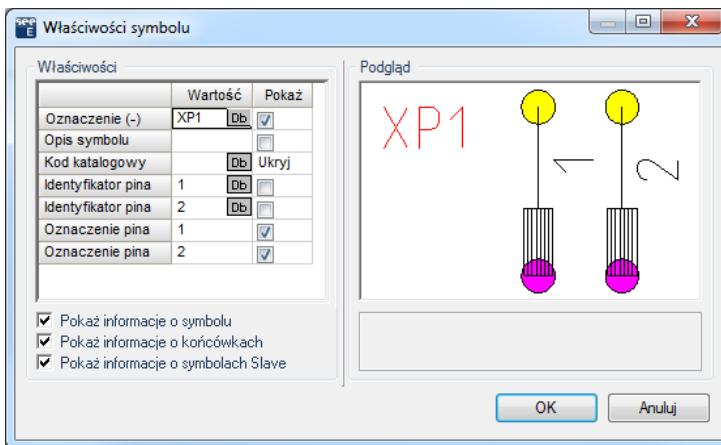 see
E Właściwości symbolu
Właściwości
Wartość Pokaż
Oznaczenie (-) XP1 Db
Opis symbolu
Kod katalogowy Db Ukryj
Identyfikator pina 1 Db
Identyfikator pina 2 Db
Oznaczenie pina 1
Oznaczenie pina 2
Pokaż informacje o symbolu
Pokaż informacje o końcówkach
Pokaż informacje o symbolach Slave
Podgląd
XP1
1
2
OK Anuluj